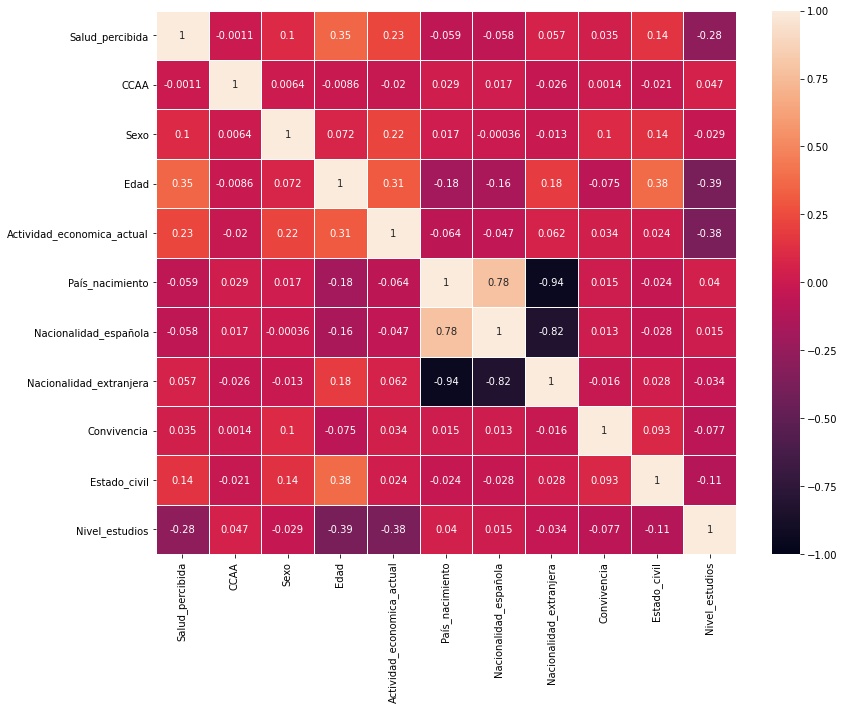 Salud_percibida 1 -0.0011 0.1 0.35 0.23 -0.059 -0.058 0.057 0.035 0.14 -0.28
CCAA -0.0011 1 0.0064 -0.0086 -0.02 0.029 0.017 -0.026 0.0014 -0.021 0.047
Sexo 0.1 0.0064 1 0.072 0.22 0.017 -0.00036 -0.013 0.1 0.14 -0.029
Edad 0.35 -0.0086 0.072 1 0.31 -0.18 -0.16 0.18 -0.075 0.38 -0.39
Actividad_economica_actual 0.23 -0.02 0.22 0.31 1 -0.064 -0.047 0.062 0.034 0.024 -0.38
País_nacimiento -0.059 0.029 0.017 -0.18 -0.064 1 0.78 -0.94 0.015 -0.024 0.04
Nacionalidad_española -0.058 0.017 -0.00036 -0.16 -0.047 0.78 1 -0.82 0.013 -0.028 0.015
Nacionalidad_extranjera 0.057 -0.026 -0.013 0.18 0.062 -0.94 -0.82 1 -0.016 0.028 -0.034
Convivencia 0.035 0.0014 0.1 -0.075 0.034 0.015 0.013 -0.016 1 0.093 -0.077
Estado_civil 0.14 -0.021 0.14 0.38 0.024 -0.024 -0.028 0.028 0.093 1 -0.11
Nivel_estudios -0.28 0.047 -0.029 -0.39 -0.38 0.04 0.015 -0.034 -0.077 -0.11 1
Salud_percibida
CCAA
Sexo
Edad
Actividad_economica_actual
País_nacimiento
Nacionalidad_española
Nacionalidad_extranjera
Convivencia
Estado_civil
Nivel_estudios
1.00
0.75
0.50
0.25
0.00
−0.25
−0.50
−0.75
−1.00